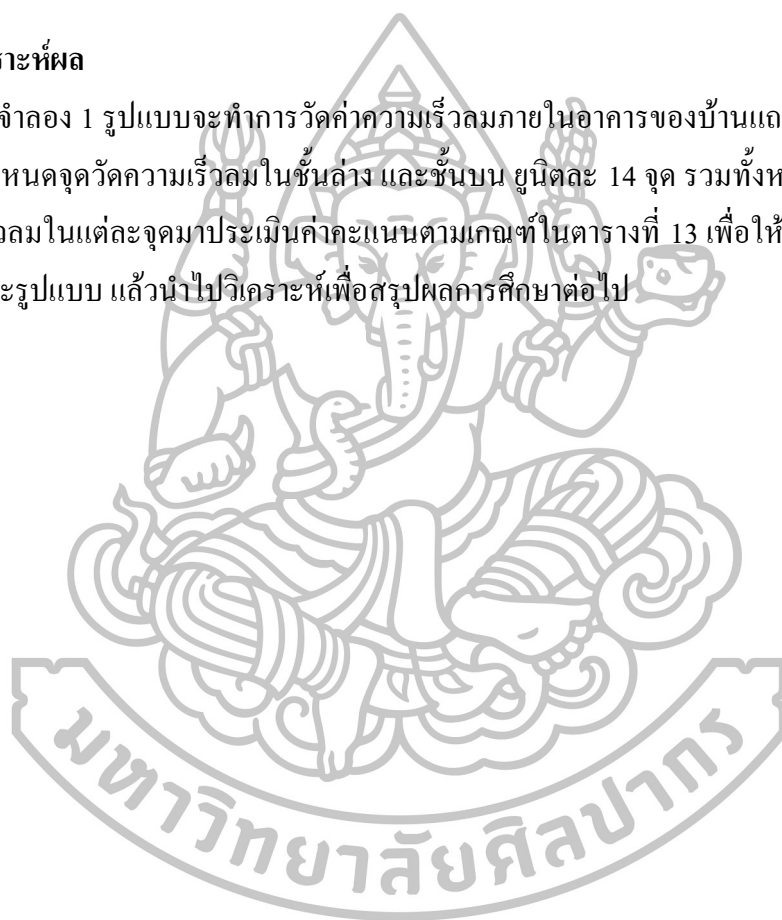 ราะห์ผล
จำลอง 1 รูปแบบจะทำการวัดค่าความเร็วลมภายในอาคารของบ้านแถ
หนดจุดวัดความเร็วลมในชั้นล่าง และชั้นบน ยูนิตละ 14 จุด รวมทั้งห
วลมในแต่ละจุดมาประเมินค่าคะแนนตามเกณฑ์ในตารางที่ 13 เพื่อให้
ะรูปแบบ แล้วนำไปวิเคราะห์เพื่อสรุปผลการศึกษาต่อไป
มหาวิทยาลัยศิลปากร